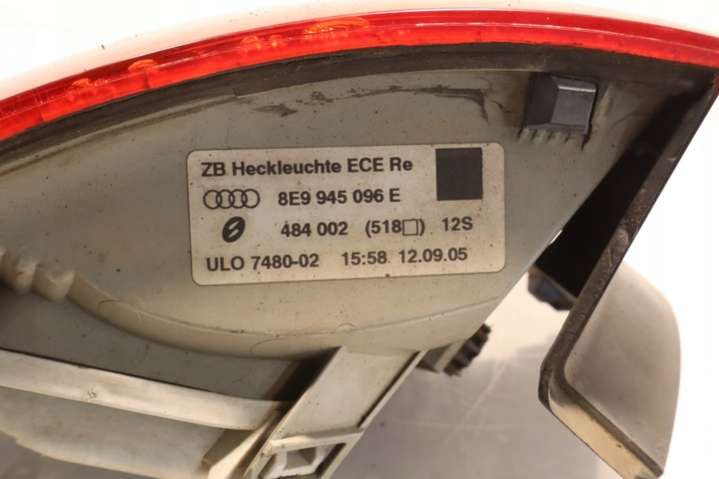 ZB Heckleuchte ECE Re
8E9 945 096 E
484 002 (518□) 12S
ULO 7480-02 15:58 12.09.05